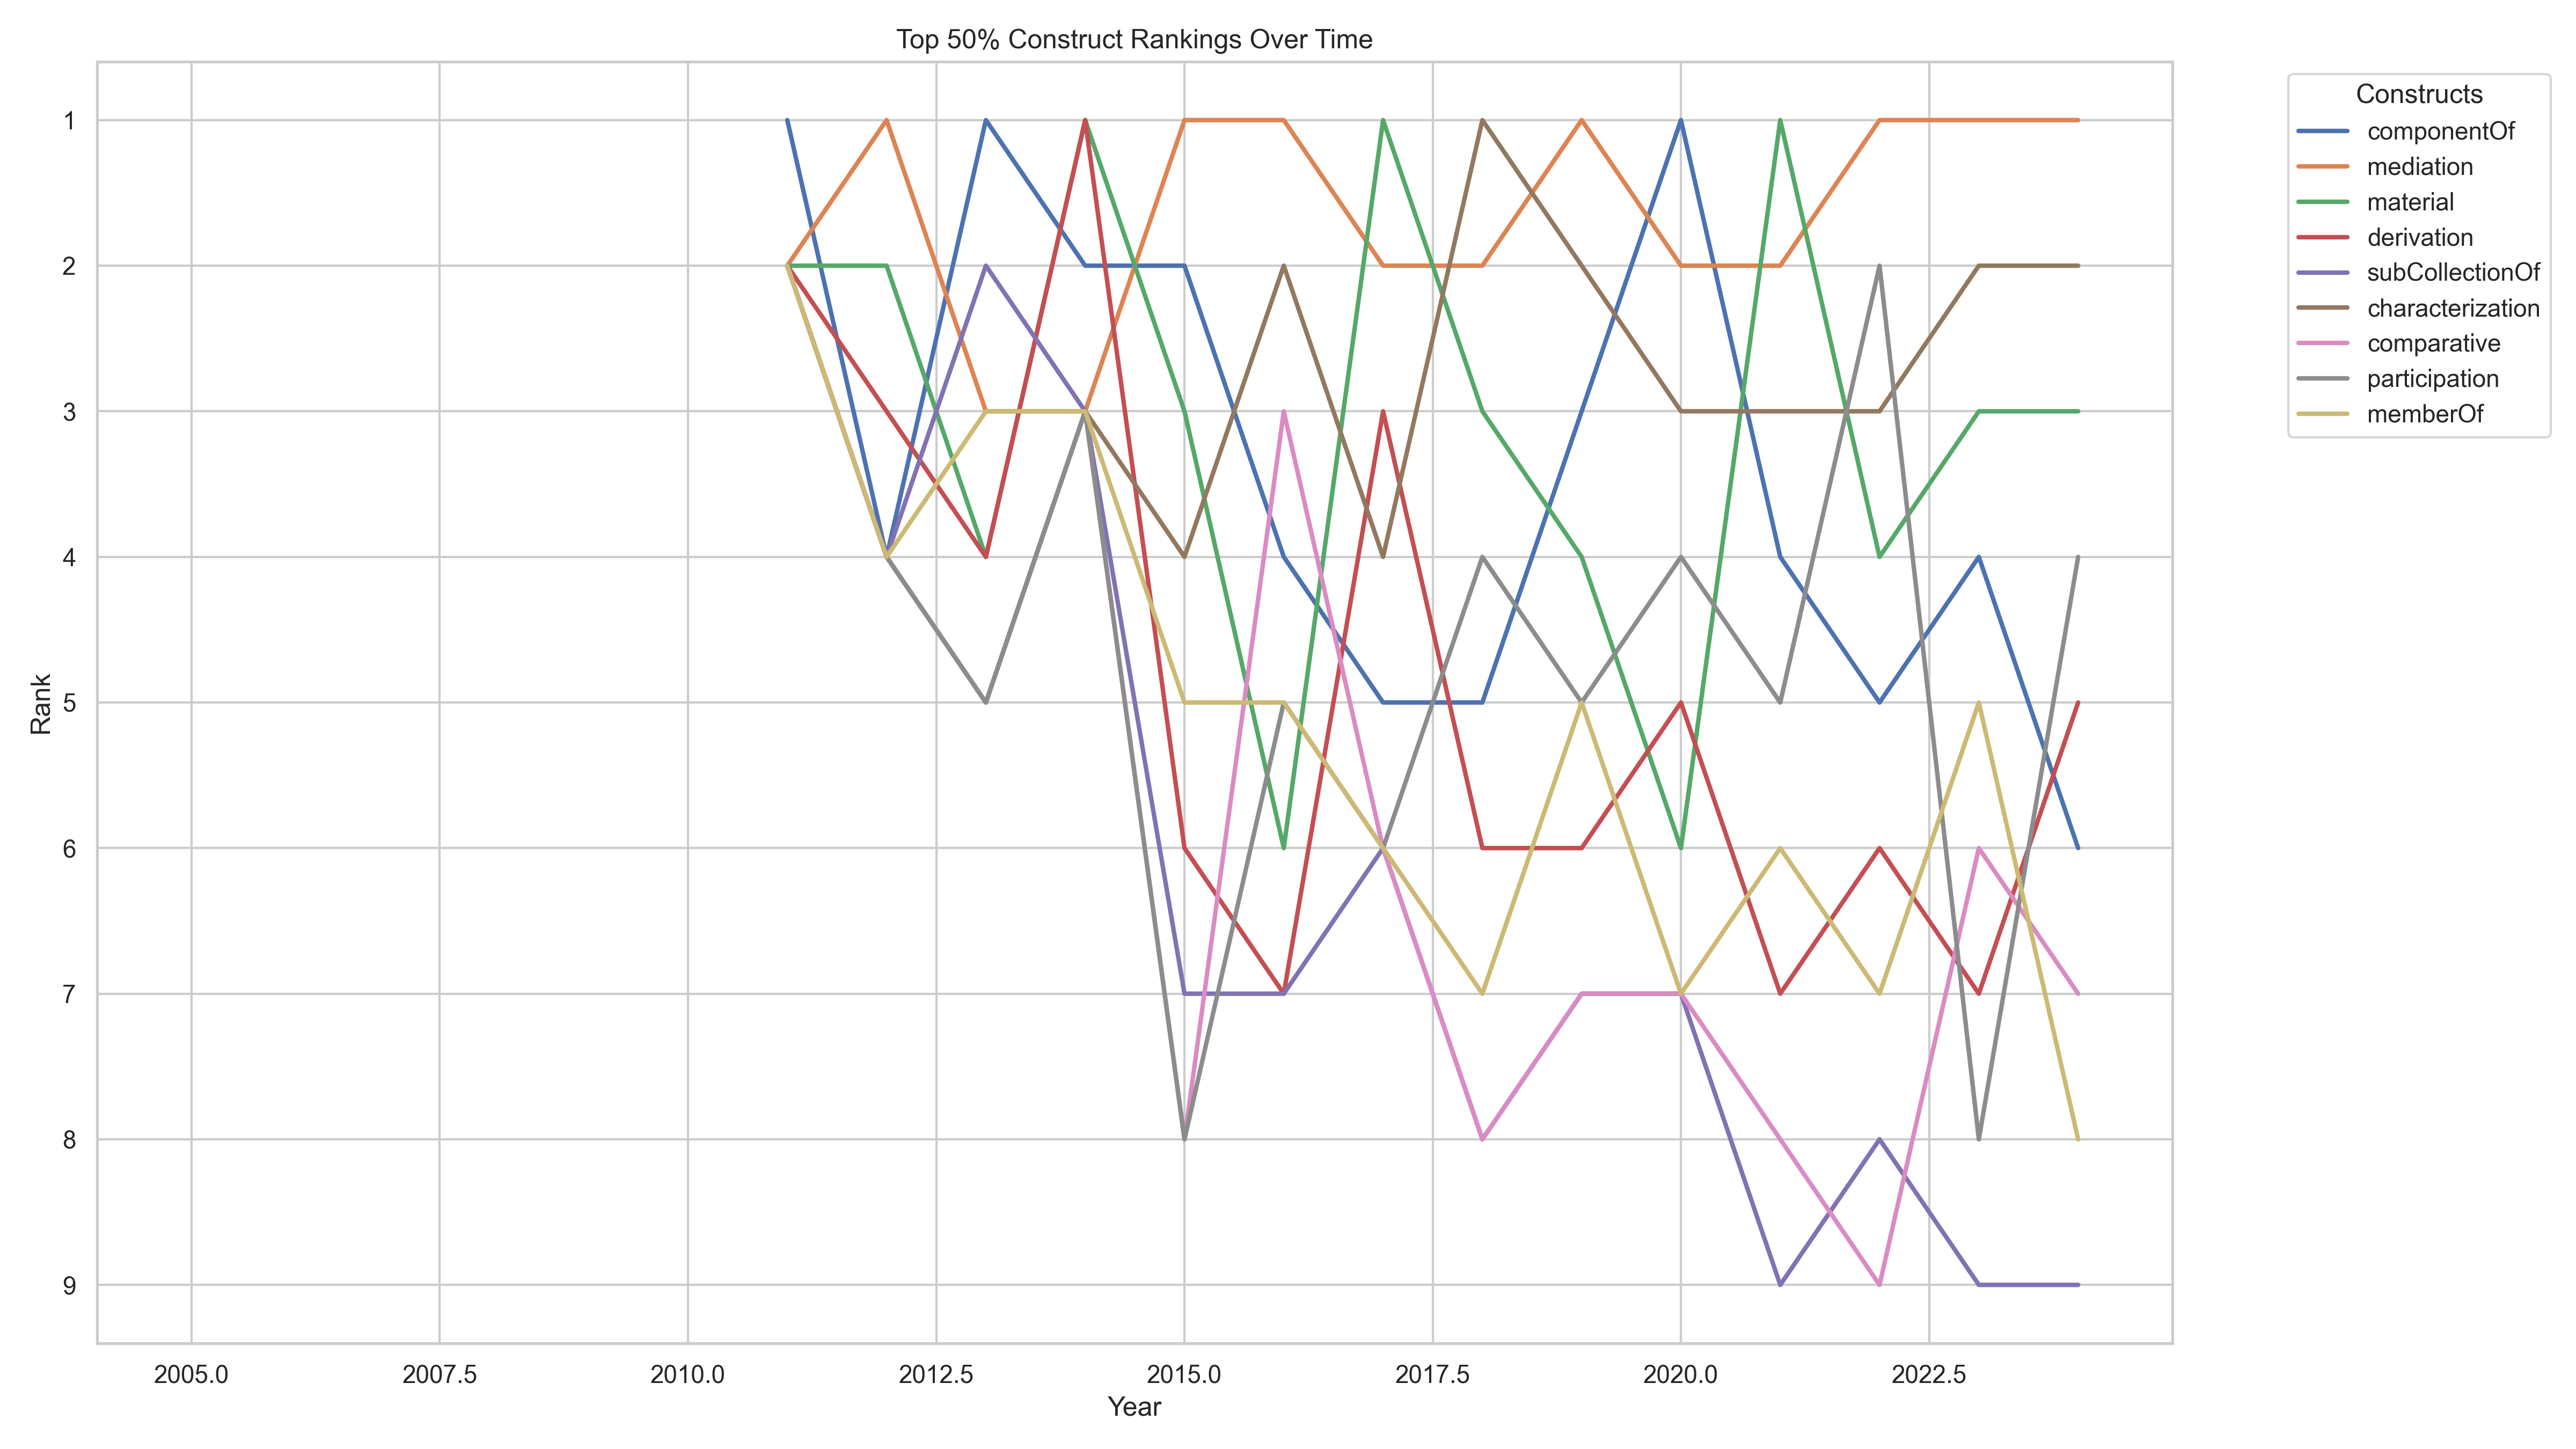 Top 50% Construct Rankings Over Time
Constructs
componentOf
mediation
material
derivation
subCollectionOf
characterization
comparative
participation
memberOf
Rank
1
2
3
4
5
6
7
8
9
2005.0 2007.5 2010.0 2012.5 2015.0 2017.5 2020.0 2022.5
Year